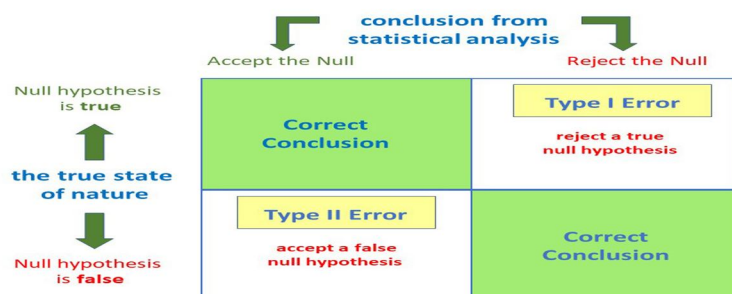 conclusion from
statistical analysis
Accept the Null
Reject the Null
Null hypothesis
is true
the true state
of nature
Null hypothesis
is false
Correct
Conclusion
Type I Error
reject a true
null hypothesis
Type II Error
accept a false
null hypothesis
Correct
Conclusion